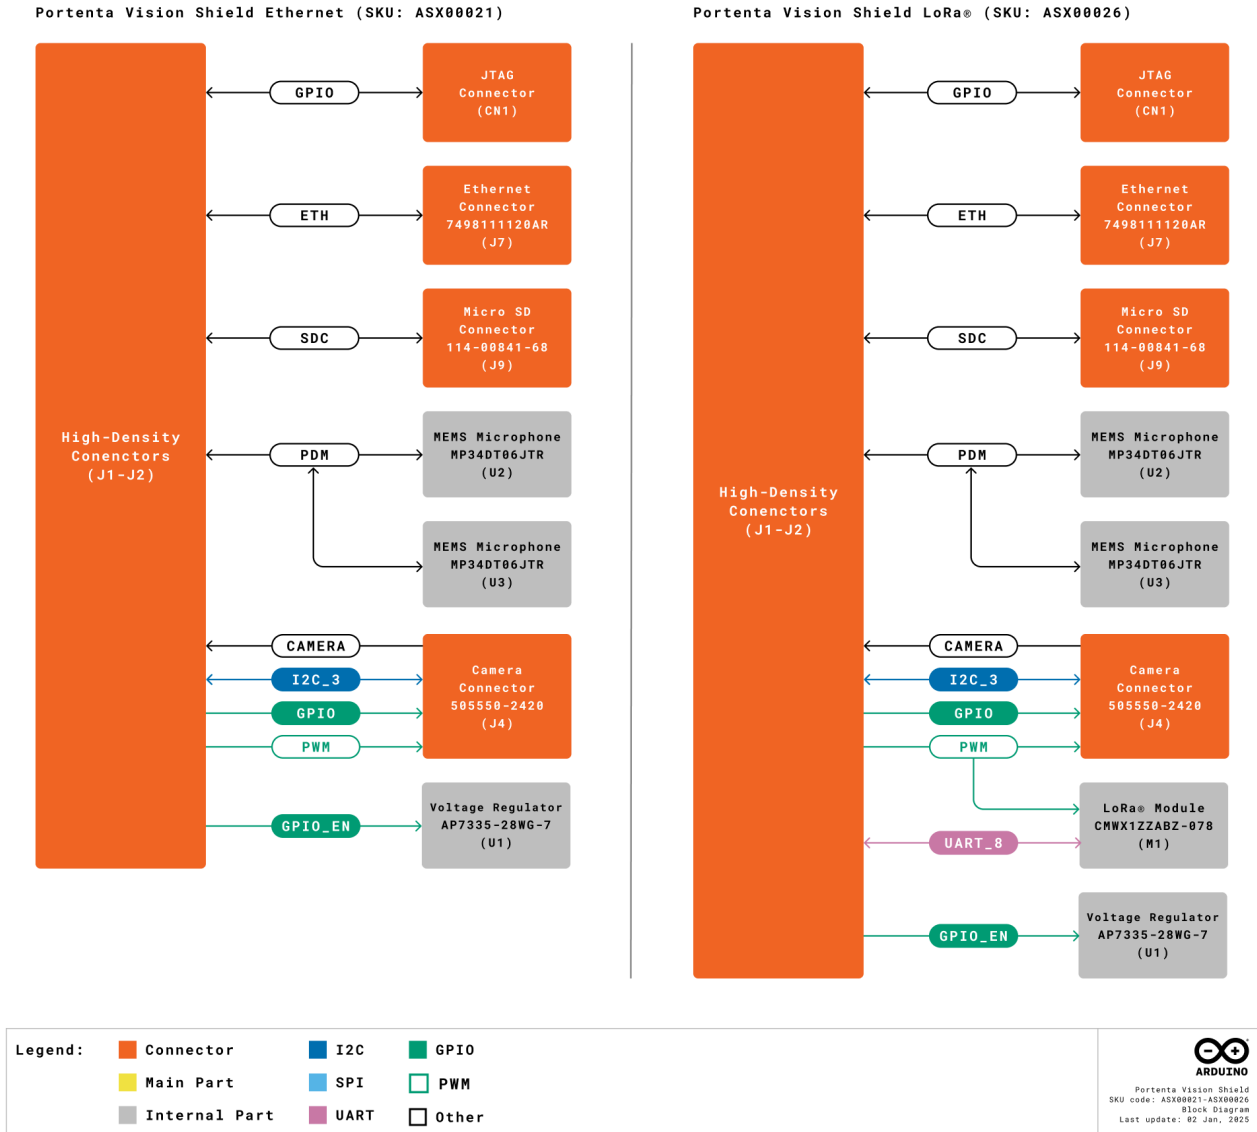 Portenta Vision Shield Ethernet (SKU: ASX00021)
High-Density
Conenctors
(J1-J2)
GPIO
JTAG
Connector
(CN1)
ETH
Ethernet
Connector
7498111120AR
(J7)
SDC
Micro SD
Connector
114-00841-68
(J9)
PDM
MEMS Microphone
MP34DT06JTR
(U2)
MEMS Microphone
MP34DT06JTR
(U3)
CAMERA
I2C_3
GPIO
PWM
Camera
Connector
505550-2420
(J4)
GPIO_EN
Voltage Regulator
AP7335-28WG-7
(U1)
Portenta Vision Shield LoRa® (SKU: ASX00026)
High-Density
Conenctors
(J1-J2)
GPIO
JTAG
Connector
(CN1)
ETH
Ethernet
Connector
7498111120AR
(J7)
SDC
Micro SD
Connector
114-00841-68
(J9)
PDM
MEMS Microphone
MP34DT06JTR
(U2)
MEMS Microphone
MP34DT06JTR
(U3)
CAMERA
I2C_3
GPIO
PWM
Camera
Connector
505550-2420
(J4)
LoRa® Module
CMWX1ZZABZ-078
(M1)
UART_8
GPIO_EN
Voltage Regulator
AP7335-28WG-7
(U1)
Legend:
Connector
Main Part
Internal Part
I2C
SPI
UART
GPIO
PWM
Other
ARDUINO
Portenta Vision Shield
SKU code: ASX00021-ASX00026
Block Diagram
Last update: 02 Jan, 2025